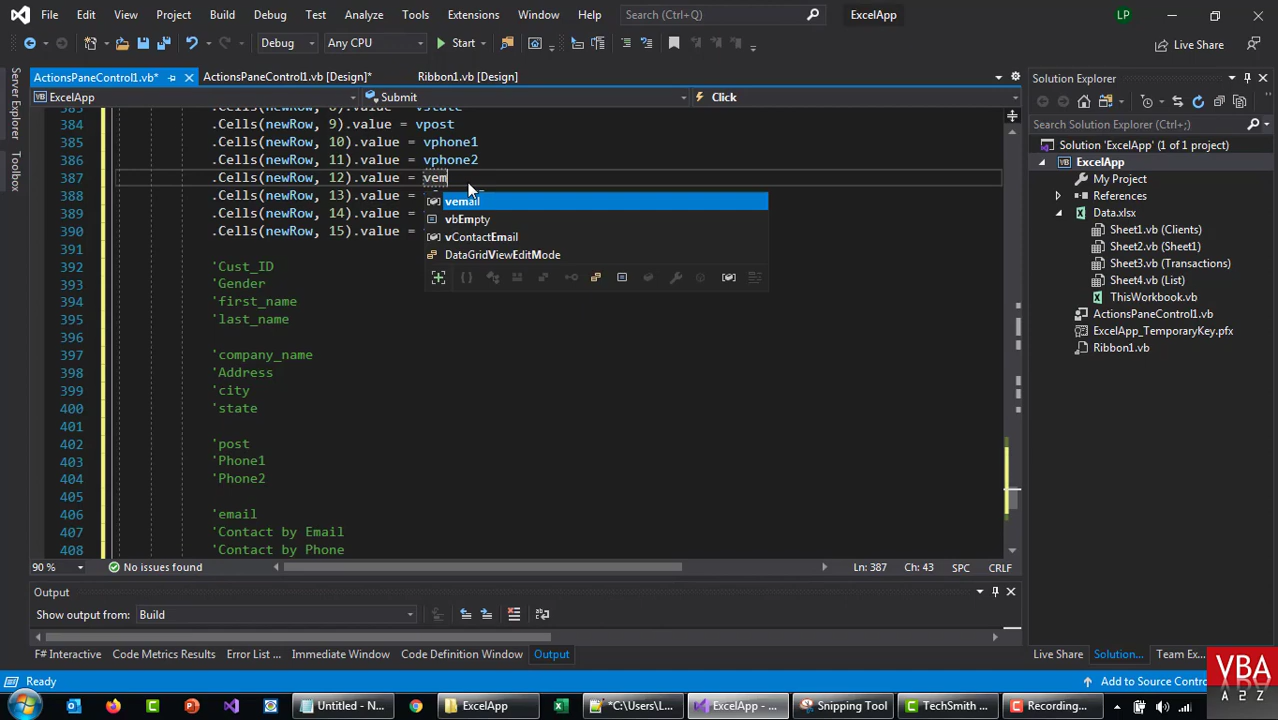 File Edit View Project Build Debug Test Analyze Tools Extensions Window Help Search (Ctrl+Q) ExcelApp LP
Debug Any CPU Start Live Share
ActionsPaneControl1.vb* ActionsPaneControl1.vb [Design]* Ribbon1.vb [Design] Solution Explorer
ExcelApp Submit Click
Server Explorer
Toolbox
384 .Cells(newRow, 9).value = vpost
385 .Cells(newRow, 10).value = vphone1
386 .Cells(newRow, 11).value = vphone2
387 .Cells(newRow, 12).value = vem
388 .Cells(newRow, 13).value =
389 .Cells(newRow, 14).value =
390 .Cells(newRow, 15).value =
vemail
vbEmpty
vContactEmail
DataGridViewEditMode
391
392 'Cust_ID
393 'Gender
394 'first_name
395 'last_name
396
397 'company_name
398 'Address
399 'city
400 'state
401
402 'post
403 'Phone1
404 'Phone2
405
406 'email
407 'Contact by Email
408 'Contact by Phone
Search Solution Explorer (Ctrl+;)
Solution 'ExcelApp' (1 of 1 project)
ExcelApp
My Project
References
Data.xlsx
Sheet1.vb (Clients)
Sheet2.vb (Sheet1)
Sheet3.vb (Transactions)
Sheet4.vb (List)
ThisWorkbook.vb
ActionsPaneControl1.vb
ExcelApp_TemporaryKey.pfx
Ribbon1.vb
90 % No issues found Ln: 387 Ch: 43 SPC CRLF
Output
Show output from: Build
F# Interactive Code Metrics Results Error List ... Immediate Window Code Definition Window Output Live Share Solution... Team Ex...
Ready Add to Source Contro
Untitled - N... ExcelApp *C:\Users\L... ExcelApp - ... Snipping Tool TechSmith ... Recording...
VBA
A 2 Z